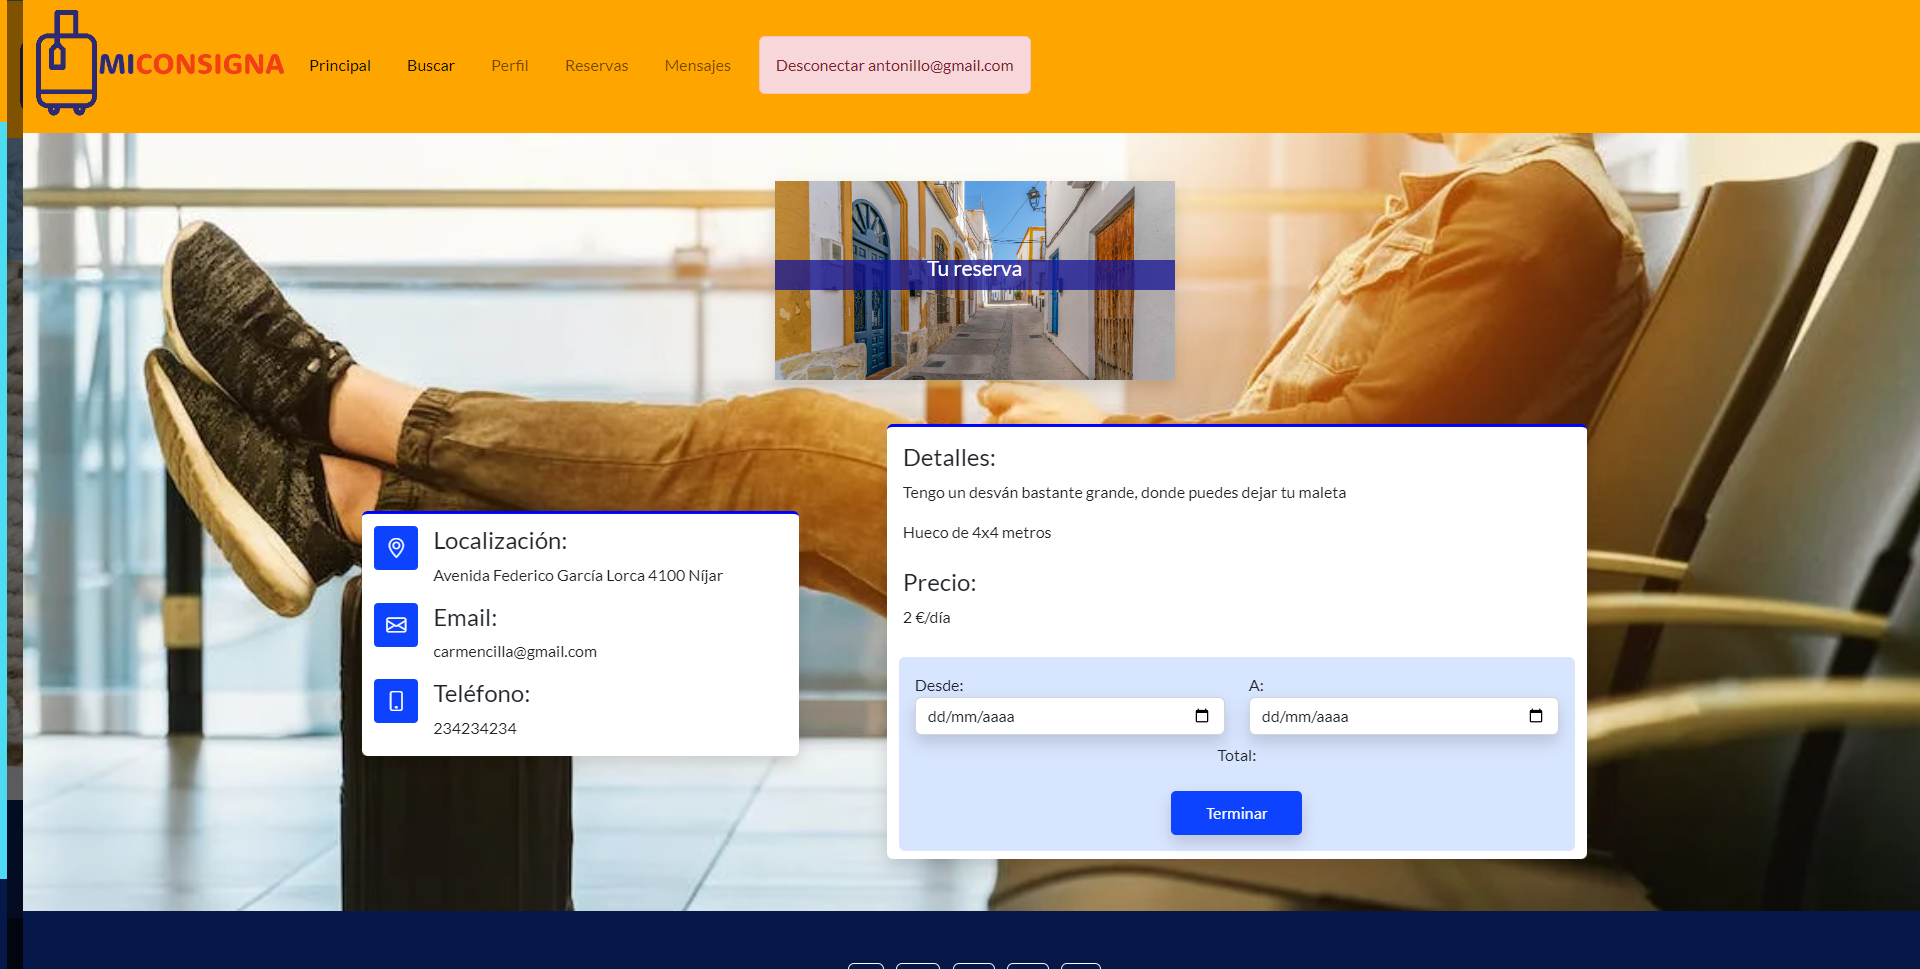 MICONSIGNA
Principal
Buscar
Perfil
Reservas
Mensajes
Desconectar antonillo@gmail.com
Tu reserva
Localización:
Avenida Federico García Lorca 4100 Níjar
Email:
carmencilla@gmail.com
Teléfono:
234234234
Detalles:
Tengo un desván bastante grande, donde puedes dejar tu maleta
Hueco de 4x4 metros
Precio:
2 €/día
Desde:
A:
dd/mm/aaaa
dd/mm/aaaa
Total:
Terminar